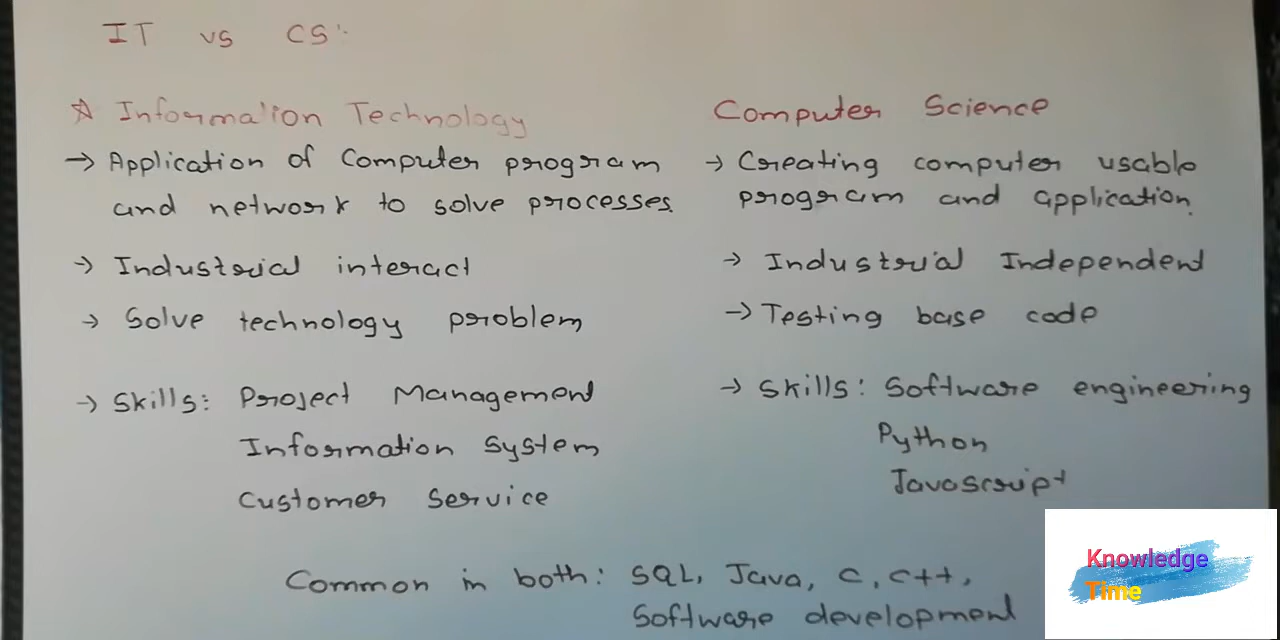 IT vs CS:
☆ Information Technology
→ Application of computer program
and network to solve processes.
→ Industrial interact
→ Solve technology problem
→ Skills: Project Management
Information System
Customer Service
Computer Science
→ Creating computer usable
program and application.
→ Industrial Independent
→ Testing base code
→ Skills: Software engineering
Python
Javascript
Common in both: SQL, Java, C, C++,
Software development
Knowledge
Time